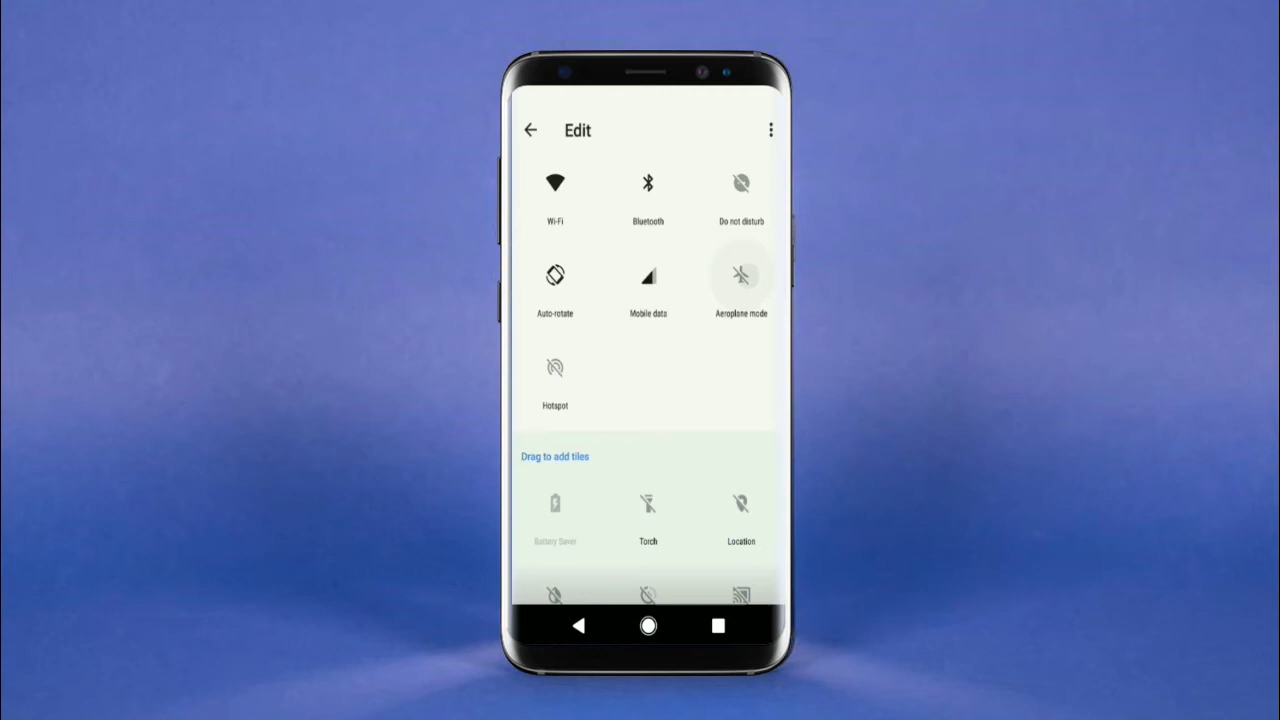 Edit
Wi-Fi
Bluetooth
Do not disturb
Auto-rotate
Mobile data
Aeroplane mode
Hotspot
Drag to add tiles
Battery Saver
Torch
Location